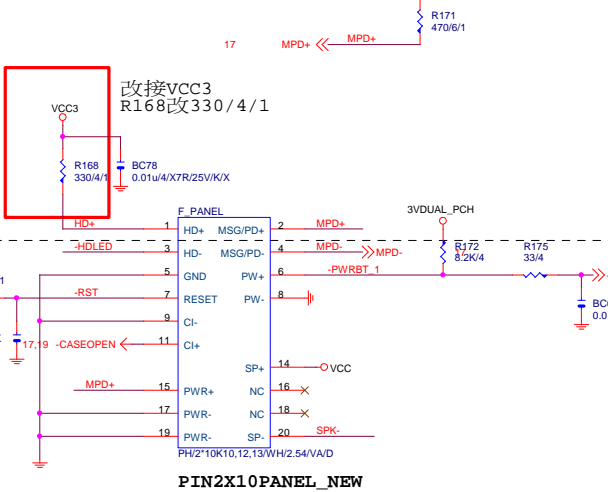 R171
470/6/1
17 MPD+ MPD+
改接VCC3
R168改330/4/1
VCC3
R168
330/4/1
BC78
0.01u/4/X7R/25V/K/X
F_PANEL
3VDUAL_PCH
HD+ 1 HD+ MSG/PD+ 2 MPD+
-HDLED 3 HD- MSG/PD- 4 MPD- MPD-
R172
8.2K/4
R175
33/4
5 GND PW+ 6 -PWRBT_1
-RST 7 RESET PW- 8
9 CI-
17,19 -CASEOPEN 11 CI+
SP+ 14 VCC
MPD+ 15 PWR+ NC 16
17 PWR- NC 18
19 PWR- SP- 20 SPK-
PH/2*10K10,12,13/WH/2.54/VA/D
PIN2X10PANEL_NEW